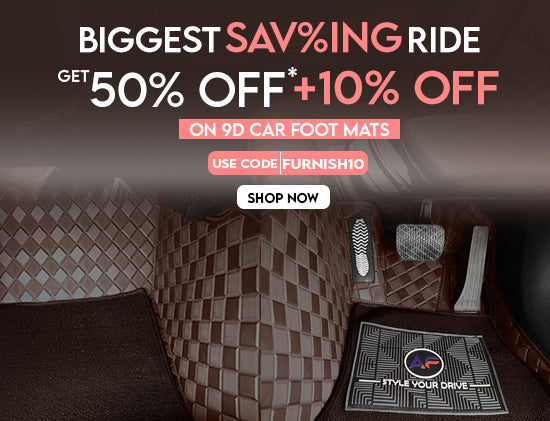 BIGGEST SAV%ING RIDE
GET 50% OFF* +10% OFF
ON 9D CAR FOOT MATS
USE CODE FURNISH10
SHOP NOW
AF
STYLE YOUR DRIVE